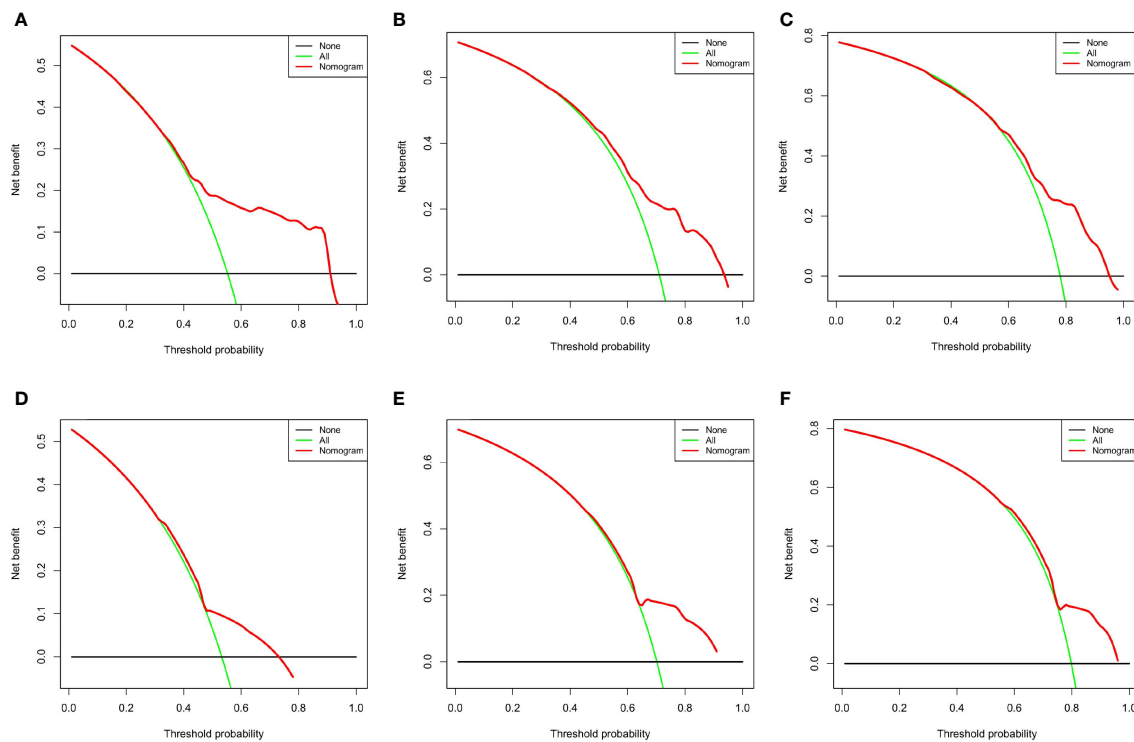 A
None
All
Nomogram
Net benefit
0.0 0.1 0.2 0.3 0.4 0.5
0.0 0.2 0.4 0.6 0.8 1.0
Threshold probability
B
None
All
Nomogram
Net benefit
0.0 0.2 0.4 0.6
0.0 0.2 0.4 0.6 0.8 1.0
Threshold probability
C
None
All
Nomogram
Net benefit
0.0 0.2 0.4 0.6 0.8
0.0 0.2 0.4 0.6 0.8 1.0
Threshold probability
D
None
All
Nomogram
Net benefit
0.0 0.1 0.2 0.3 0.4 0.5
0.0 0.2 0.4 0.6 0.8 1.0
Threshold probability
E
None
All
Nomogram
Net benefit
0.0 0.2 0.4 0.6
0.0 0.2 0.4 0.6 0.8 1.0
Threshold probability
F
None
All
Nomogram
Net benefit
0.0 0.2 0.4 0.6 0.8
0.0 0.2 0.4 0.6 0.8 1.0
Threshold probability